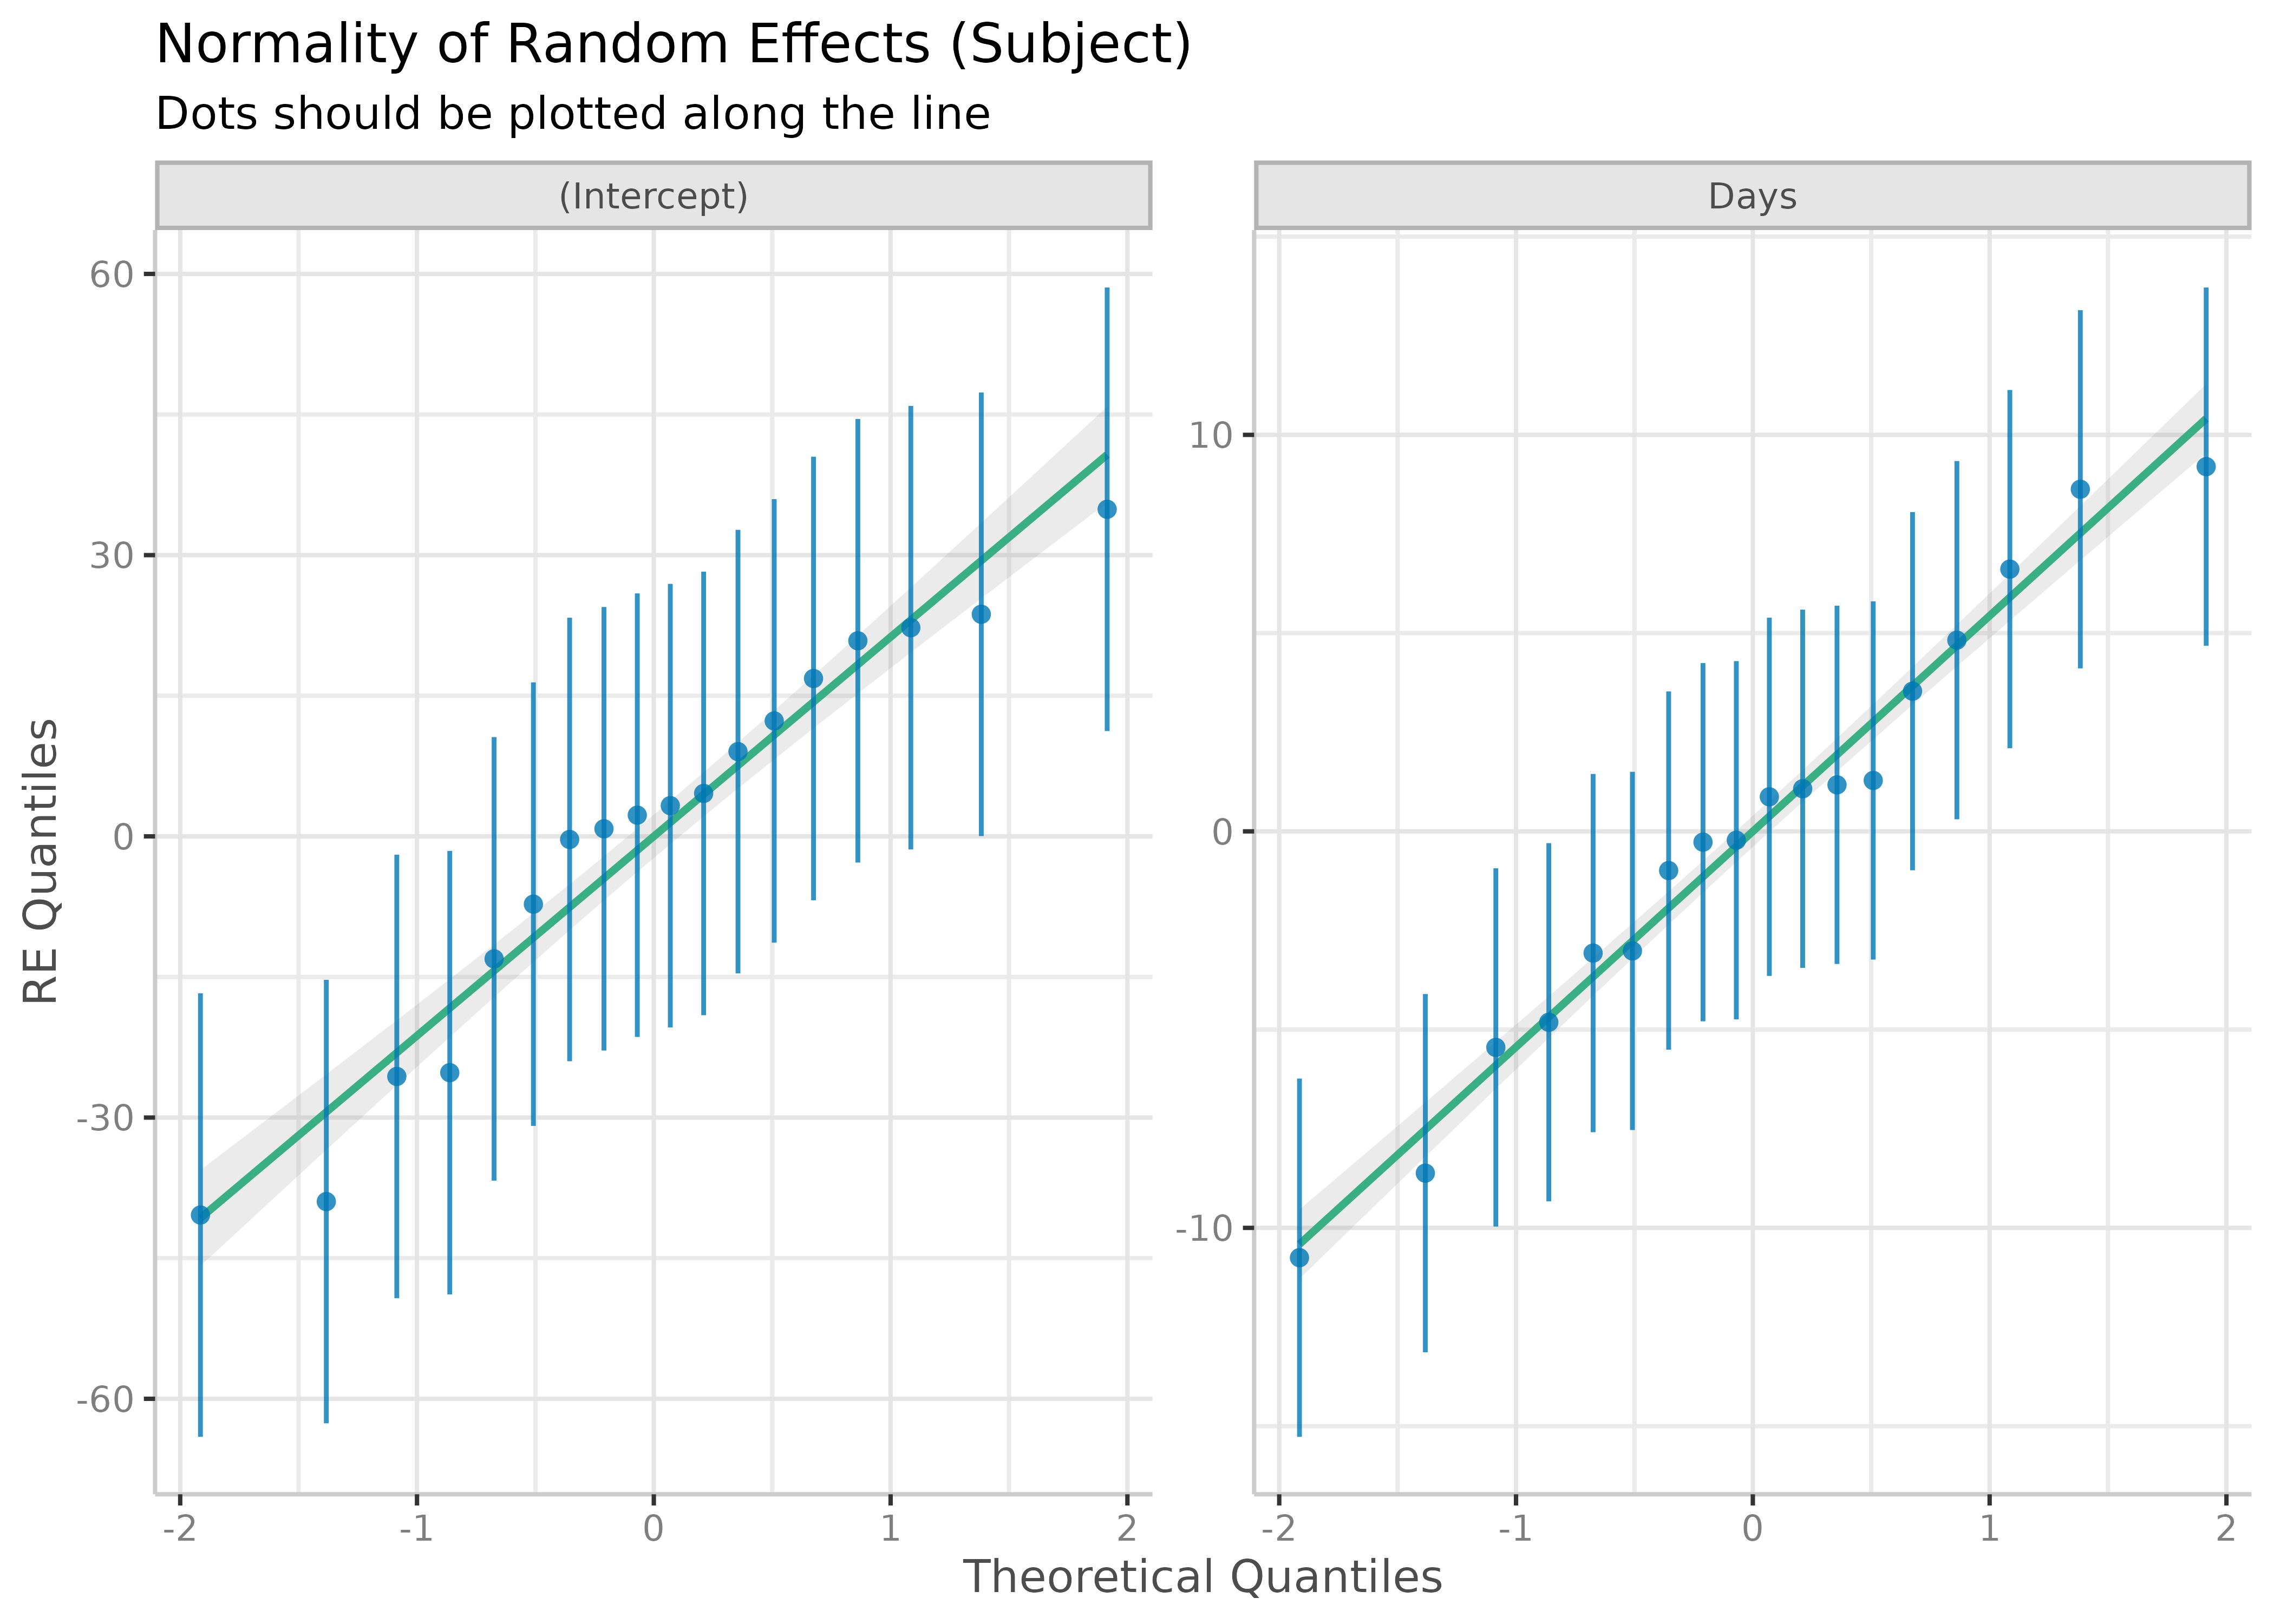 Normality of Random Effects (Subject)
Dots should be plotted along the line
(Intercept)
Days
60
30
0
-30
-60
10
0
-10
RE Quantiles
-2 -1 0 1 2
-2 -1 0 1 2
Theoretical Quantiles